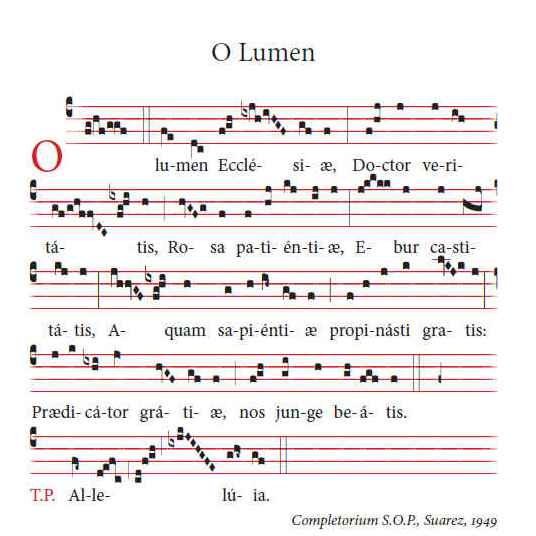 O Lumen
O lu-men Ecclé- si- æ, Do-ctor ve-ri-
tá- tis, Ro- sa pa-ti- én-ti- æ, E- bur ca-sti-
tá- tis, A- quam sa-pi-énti- æ propi-násti gra- tis:
Prædi-cá-tor grá- ti- æ, nos jun-ge be-á- tis.
T.P. Al-le- lú- ia.
Completorium S.O.P., Suarez, 1949